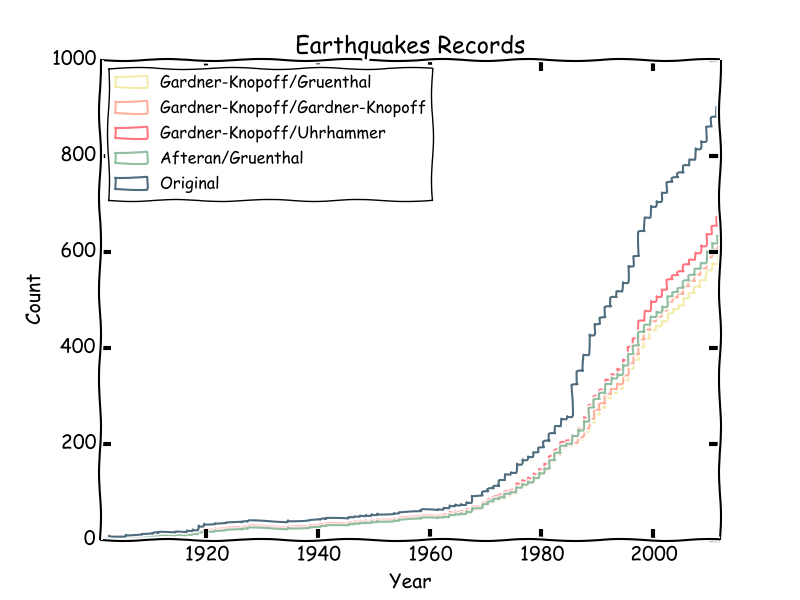 Earthquakes Records
1000
800
600
400
200
0
Count
Gardner-Knopoff/Gruenthal
Gardner-Knopoff/Gardner-Knopoff
Gardner-Knopoff/Uhrhammer
Afteran/Gruenthal
Original
1920 1940 1960 1980 2000
Year